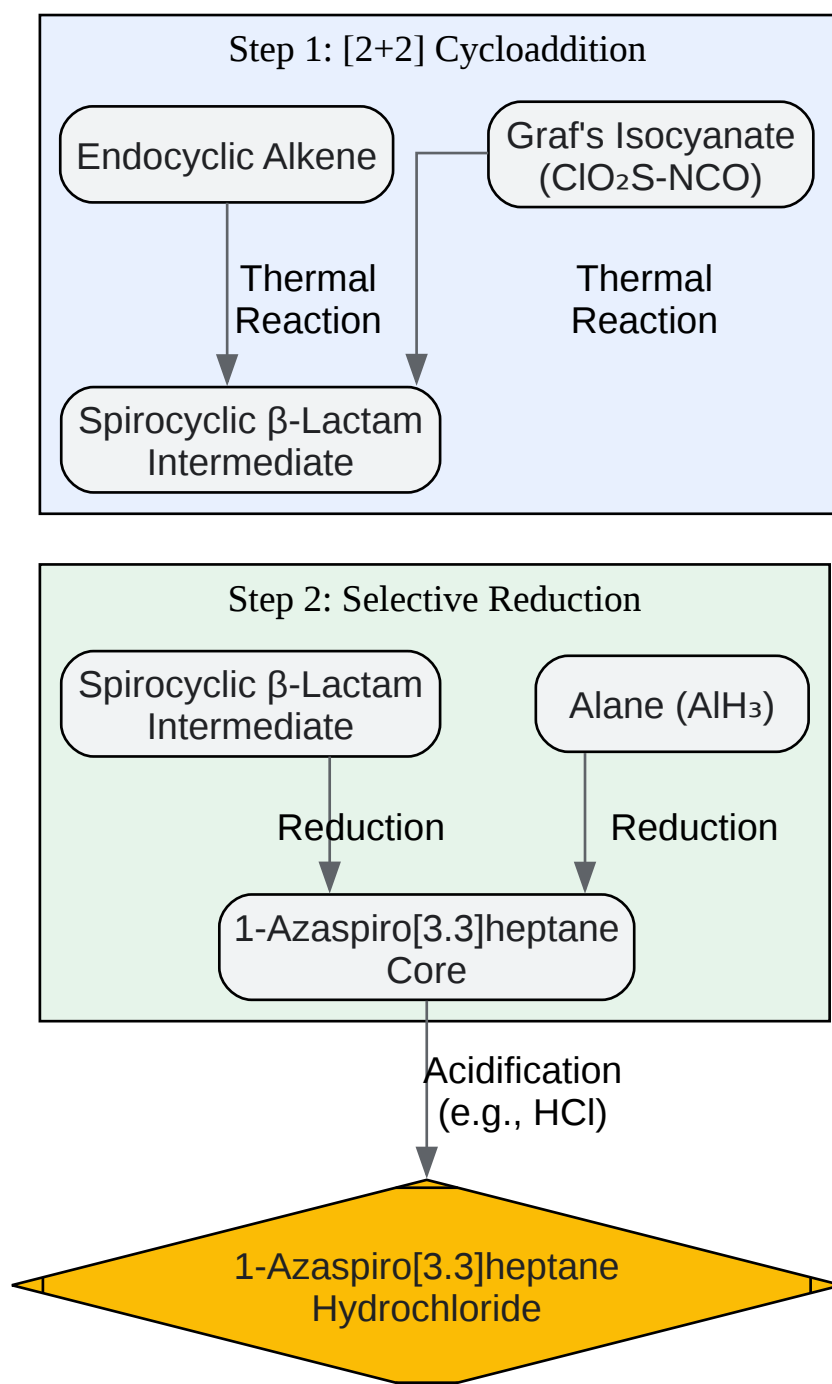 Step 1: [2+2] Cycloaddition
Endocyclic Alkene
Graf's Isocyanate
(ClO₂S-NCO)
Thermal
Reaction
Thermal
Reaction
Spirocyclic β-Lactam
Intermediate
Step 2: Selective Reduction
Spirocyclic β-Lactam
Intermediate
Alane (AlH₃)
Reduction
Reduction
1-Azaspiro[3.3]heptane
Core
Acidification
(e.g., HCl)
1-Azaspiro[3.3]heptane
Hydrochloride